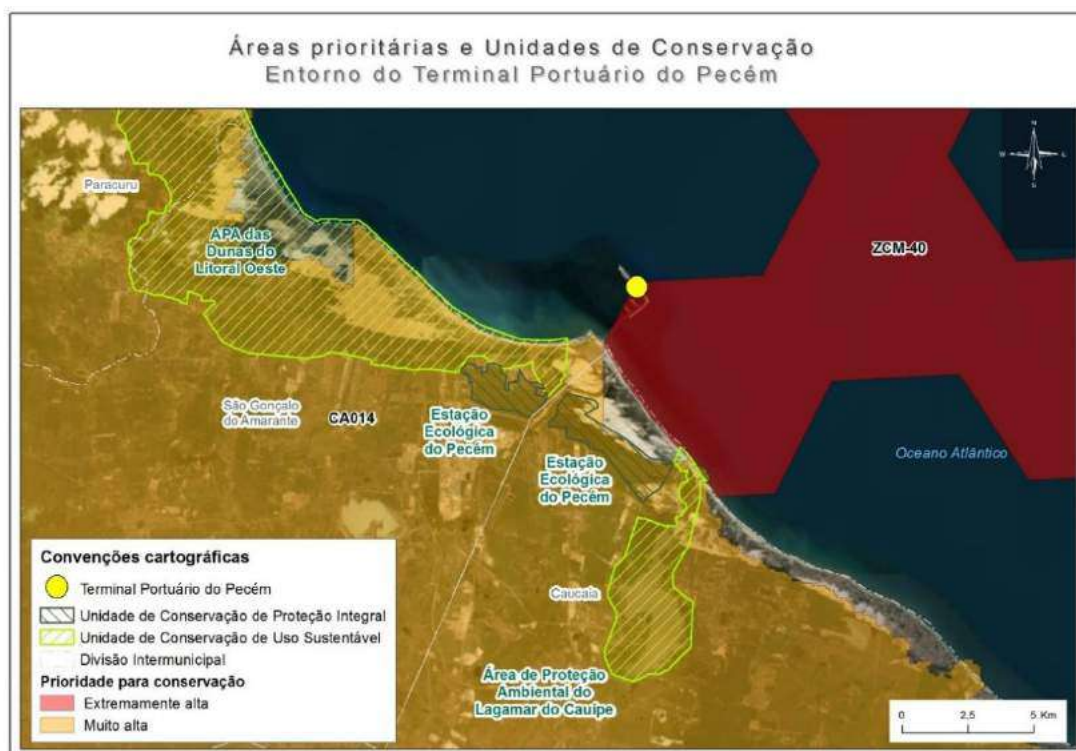 Áreas prioritárias e Unidades de Conservação
Entorno do Terminal Portuário do Pecém
N
W
L
S
Paracuru
APA das
Dunas do
Litoral Oeste
ZCM-40
São Gonçalo
do Amarante
CA014
Estação
Ecológica
do Pecém
Estação
Ecológica
do Pecém
Oceano Atlântico
Caucaia
Área de Proteção
Ambiental do
Lagamar do Cauipe
Convenções cartográficas
Terminal Portuário do Pecém
Unidade de Conservação de Proteção Integral
Unidade de Conservação de Uso Sustentável
Divisão Intermunicipal
Prioridade para conservação
Extremamente alta
Muito alta
0 2,5 5 Km